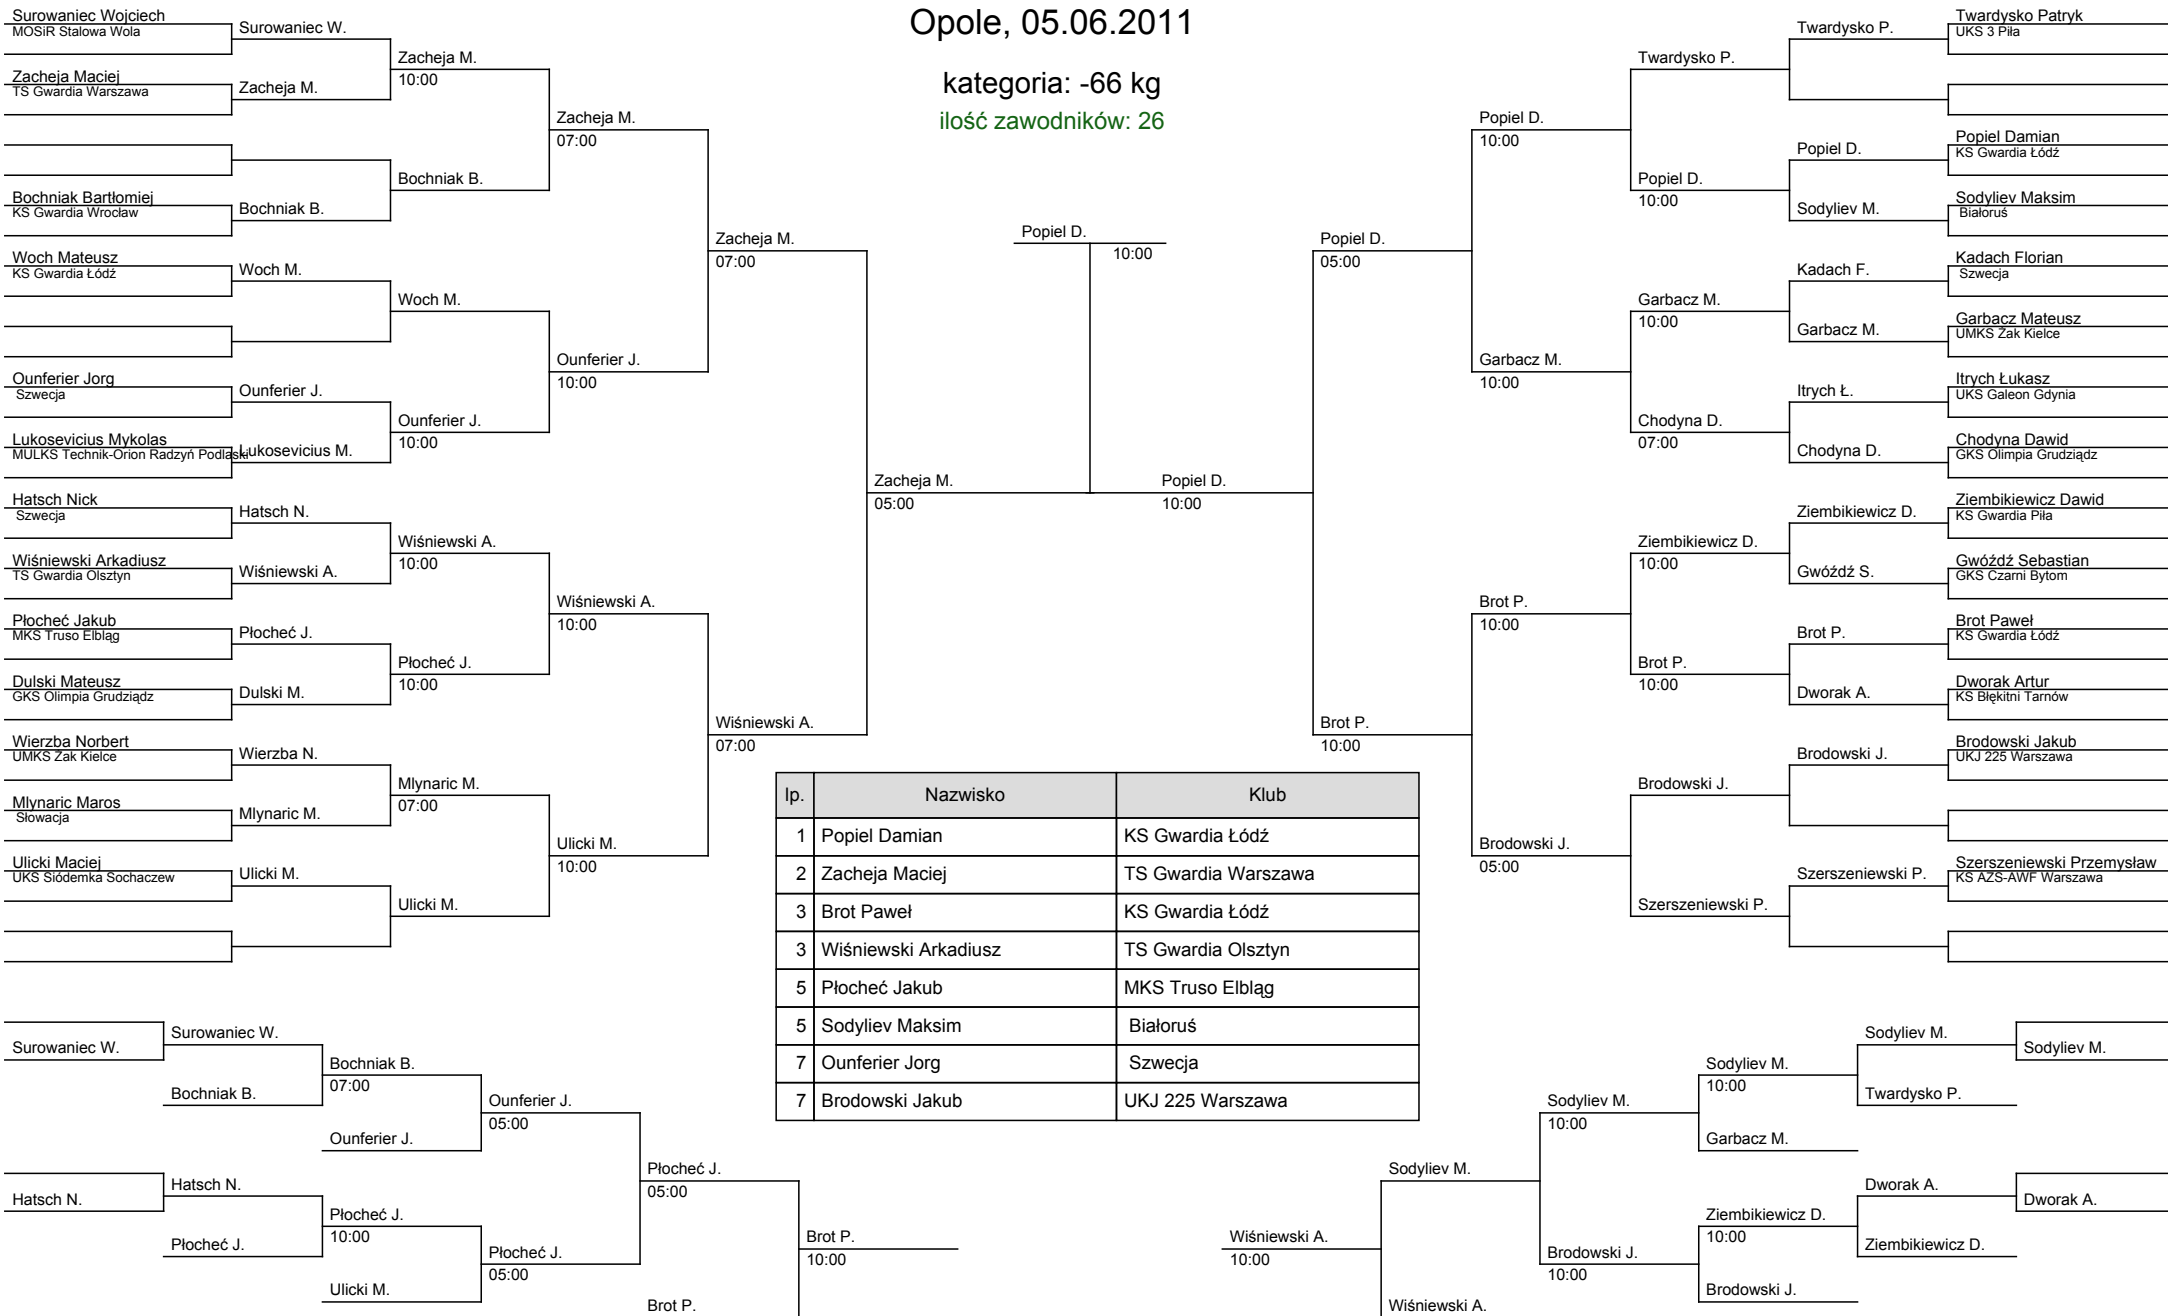 Opole, 05.06.2011
kategoria: -66 kg
ilość zawodników: 26
Surowaniec Wojciech
MOSiR Stalowa Wola
Zacheja Maciej
TS Gwardia Warszawa
Bochniak Bartłomiej
KS Gwardia Wrocław
Woch Mateusz
KS Gwardia Łódź
Ounferier Jorg
Szwecja
Lukosevicius Mykolas
MULKS Technik-Orion Radzyń Podlaski
Hatsch Nick
Szwecja
Wiśniewski Arkadiusz
TS Gwardia Olsztyn
Płocheć Jakub
MKS Truso Elbląg
Dulski Mateusz
GKS Olimpia Grudziądz
Wierzba Norbert
UMKS Żak Kielce
Mlynaric Maros
Słowacja
Ulicki Maciej
UKS Siódemka Sochaczew
Surowaniec W.
Zacheja M.
Bochniak B.
Woch M.
Ounferier J.
Lukosevicius M.
Hatsch N.
Wiśniewski A.
Płocheć J.
Dulski M.
Wierzba N.
Mlynaric M.
Ulicki M.
Zacheja M.
10:00
Bochniak B.
Woch M.
Ounferier J.
10:00
Wiśniewski A.
10:00
Płocheć J.
10:00
Mlynaric M.
07:00
Ulicki M.
Zacheja M.
07:00
Ounferier J.
10:00
Wiśniewski A.
10:00
Ulicki M.
10:00
Zacheja M.
07:00
Wiśniewski A.
07:00
Zacheja M.
05:00
Popiel D.
10:00
Popiel D.
10:00
Popiel D.
05:00
Brot P.
10:00
Popiel D.
10:00
Garbacz M.
10:00
Brot P.
10:00
Brodowski J.
05:00
Twardysko P.
Popiel D.
10:00
Garbacz M.
10:00
Chodyna D.
07:00
Ziembikiewicz D.
10:00
Brot P.
10:00
Brodowski J.
Szerszeniewski P.
Twardysko P.
Popiel D.
Sodyliev M.
Kadach F.
Garbacz M.
Itrych Ł.
Chodyna D.
Ziembikiewicz D.
Gwóźdź S.
Brot P.
Dworak A.
Brodowski J.
Szerszeniewski P.
Twardysko Patryk
UKS 3 Piła
Popiel Damian
KS Gwardia Łódź
Sodyliev Maksim
Białoruś
Kadach Florian
Szwecja
Garbacz Mateusz
UMKS Żak Kielce
Itrych Łukasz
UKS Galeon Gdynia
Chodyna Dawid
GKS Olimpia Grudziądz
Ziembikiewicz Dawid
KS Gwardia Piła
Gwóźdź Sebastian
GKS Czarni Bytom
Brot Paweł
KS Gwardia Łódź
Dworak Artur
KS Błękitni Tarnów
Brodowski Jakub
UKJ 225 Warszawa
Szerszeniewski Przemysław
KS AZS-AWF Warszawa
lp. Nazwisko Klub
1 Popiel Damian KS Gwardia Łódź
2 Zacheja Maciej TS Gwardia Warszawa
3 Brot Paweł KS Gwardia Łódź
3 Wiśniewski Arkadiusz TS Gwardia Olsztyn
5 Płocheć Jakub MKS Truso Elbląg
5 Sodyliev Maksim Białoruś
7 Ounferier Jorg Szwecja
7 Brodowski Jakub UKJ 225 Warszawa
Surowaniec W.
Hatsch N.
Surowaniec W.
Bochniak B.
Hatsch N.
Płocheć J.
Bochniak B.
07:00
Ounferier J.
Płocheć J.
10:00
Ulicki M.
Ounferier J.
05:00
Płocheć J.
05:00
Płocheć J.
05:00
Brot P.
Brot P.
10:00
Wiśniewski A.
10:00
Sodyliev M.
Wiśniewski A.
Sodyliev M.
10:00
Brodowski J.
10:00
Sodyliev M.
10:00
Garbacz M.
Ziembikiewicz D.
10:00
Brodowski J.
Sodyliev M.
Twardysko P.
Dworak A.
Ziembikiewicz D.
Sodyliev M.
Dworak A.